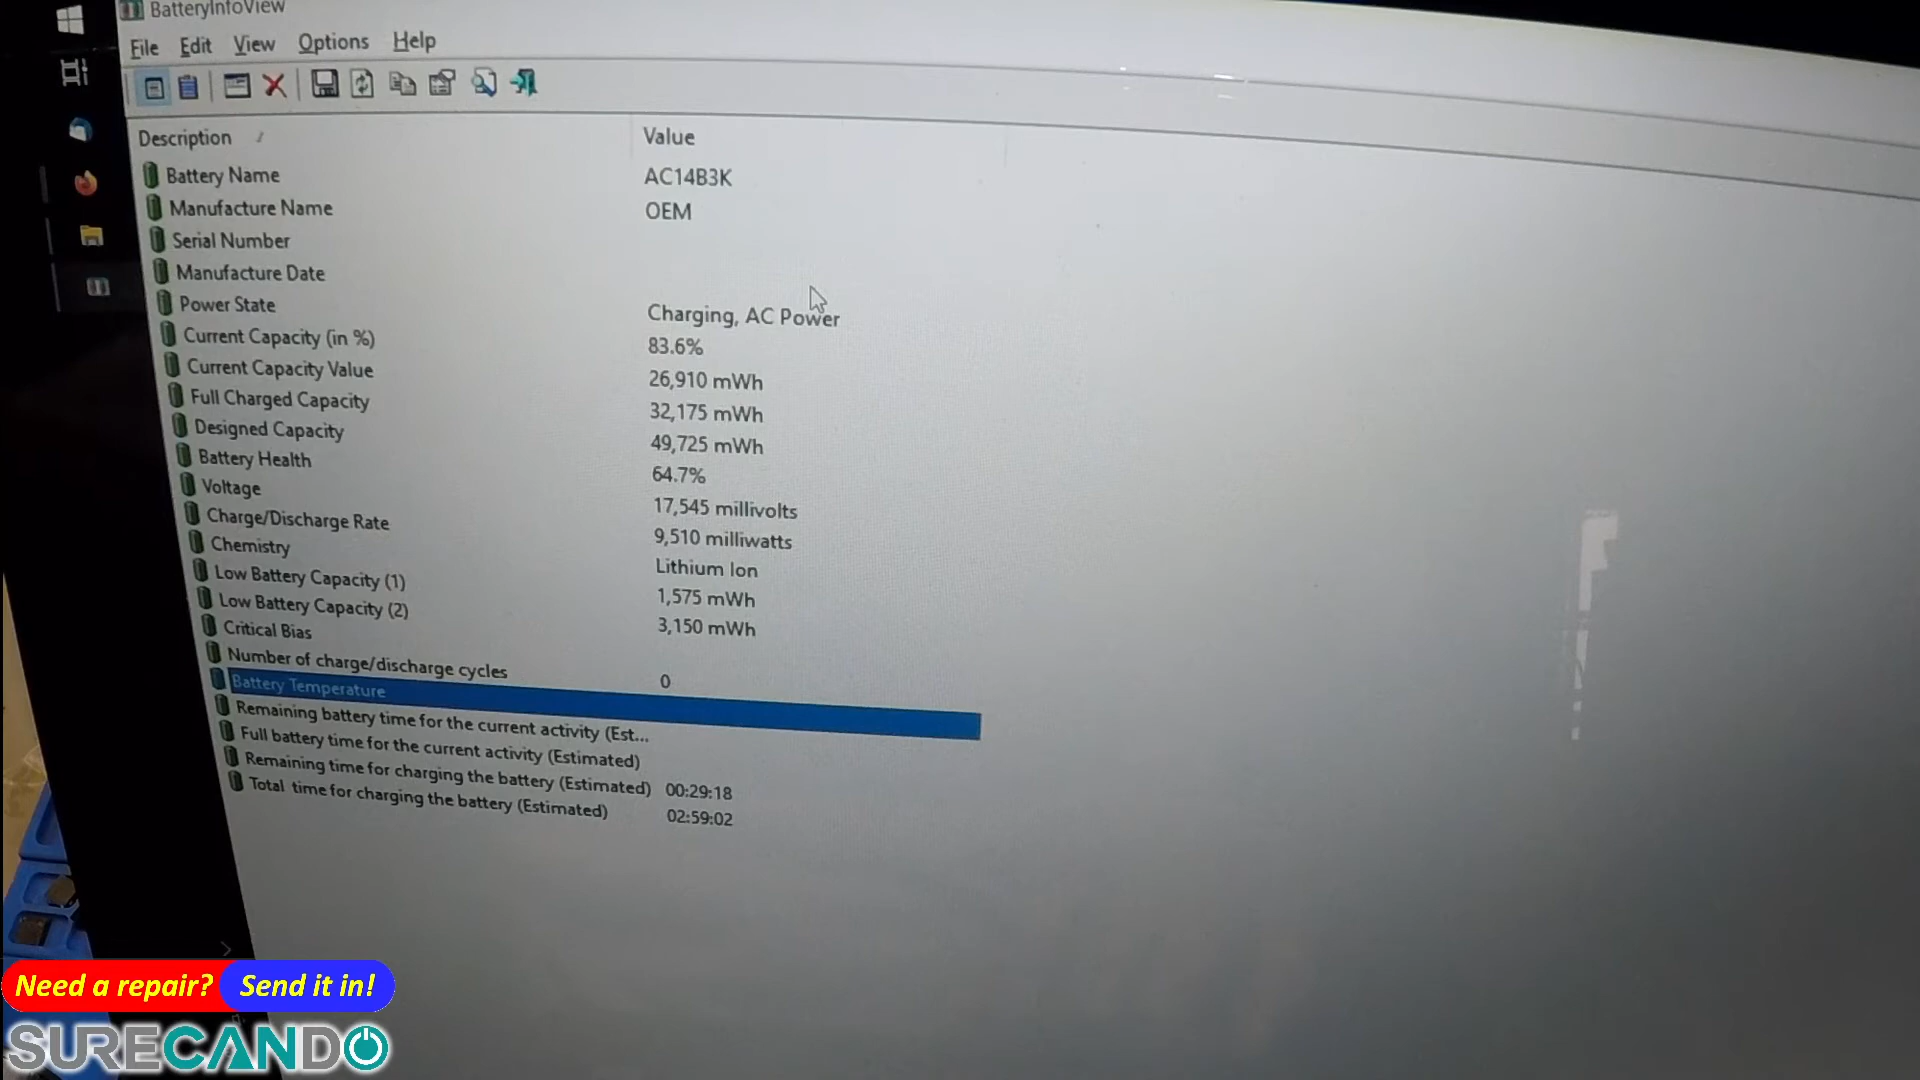 BatteryInfoView
File Edit View Options Help
Description / Value
Battery Name AC14B3K
Manufacture Name OEM
Serial Number
Manufacture Date
Power State Charging, AC Power
Current Capacity (in %) 83.6%
Current Capacity Value 26,910 mWh
Full Charged Capacity 32,175 mWh
Designed Capacity 49,725 mWh
Battery Health 64.7%
Voltage 17,545 millivolts
Charge/Discharge Rate 9,510 milliwatts
Chemistry Lithium Ion
Low Battery Capacity (1) 1,575 mWh
Low Battery Capacity (2) 3,150 mWh
Critical Bias
Number of charge/discharge cycles 0
Battery Temperature
Remaining battery time for the current activity (Est...
Full battery time for the current activity (Estimated)
Remaining time for charging the battery (Estimated) 00:29:18
Total time for charging the battery (Estimated) 02:59:02
Need a repair? Send it in!
SURECANDO